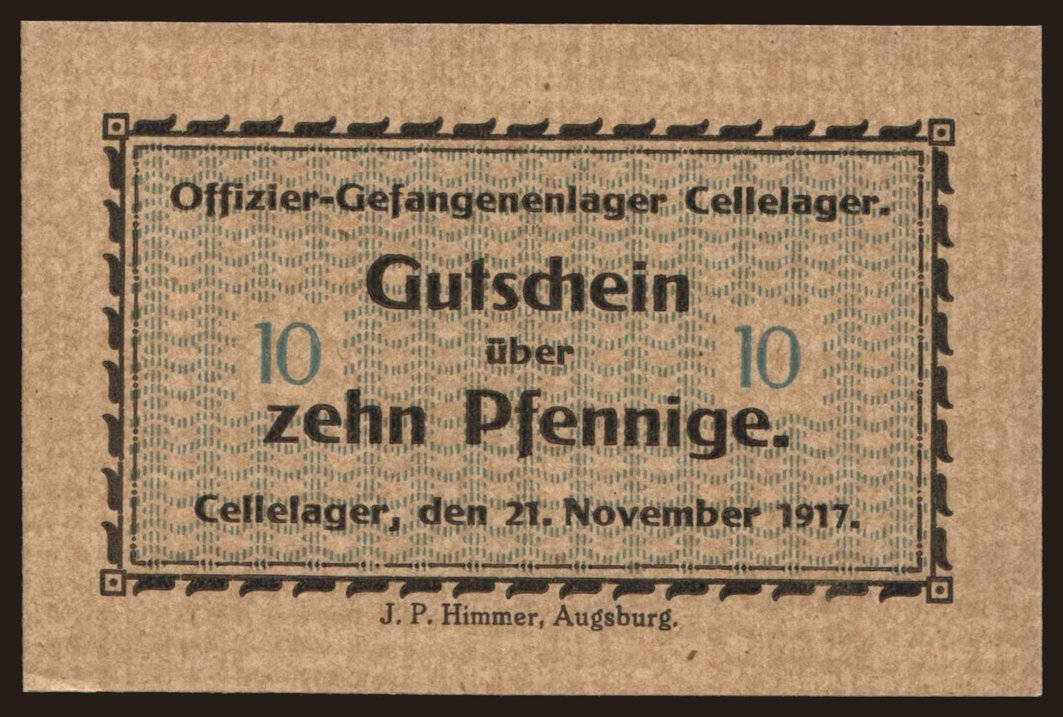 Offizier-Gefangenenlager Cellelager.
Gutschein
10 über 10
zehn Pfennige.
Cellelager, den 21. November 1917.
J. P. Himmer, Augsburg.